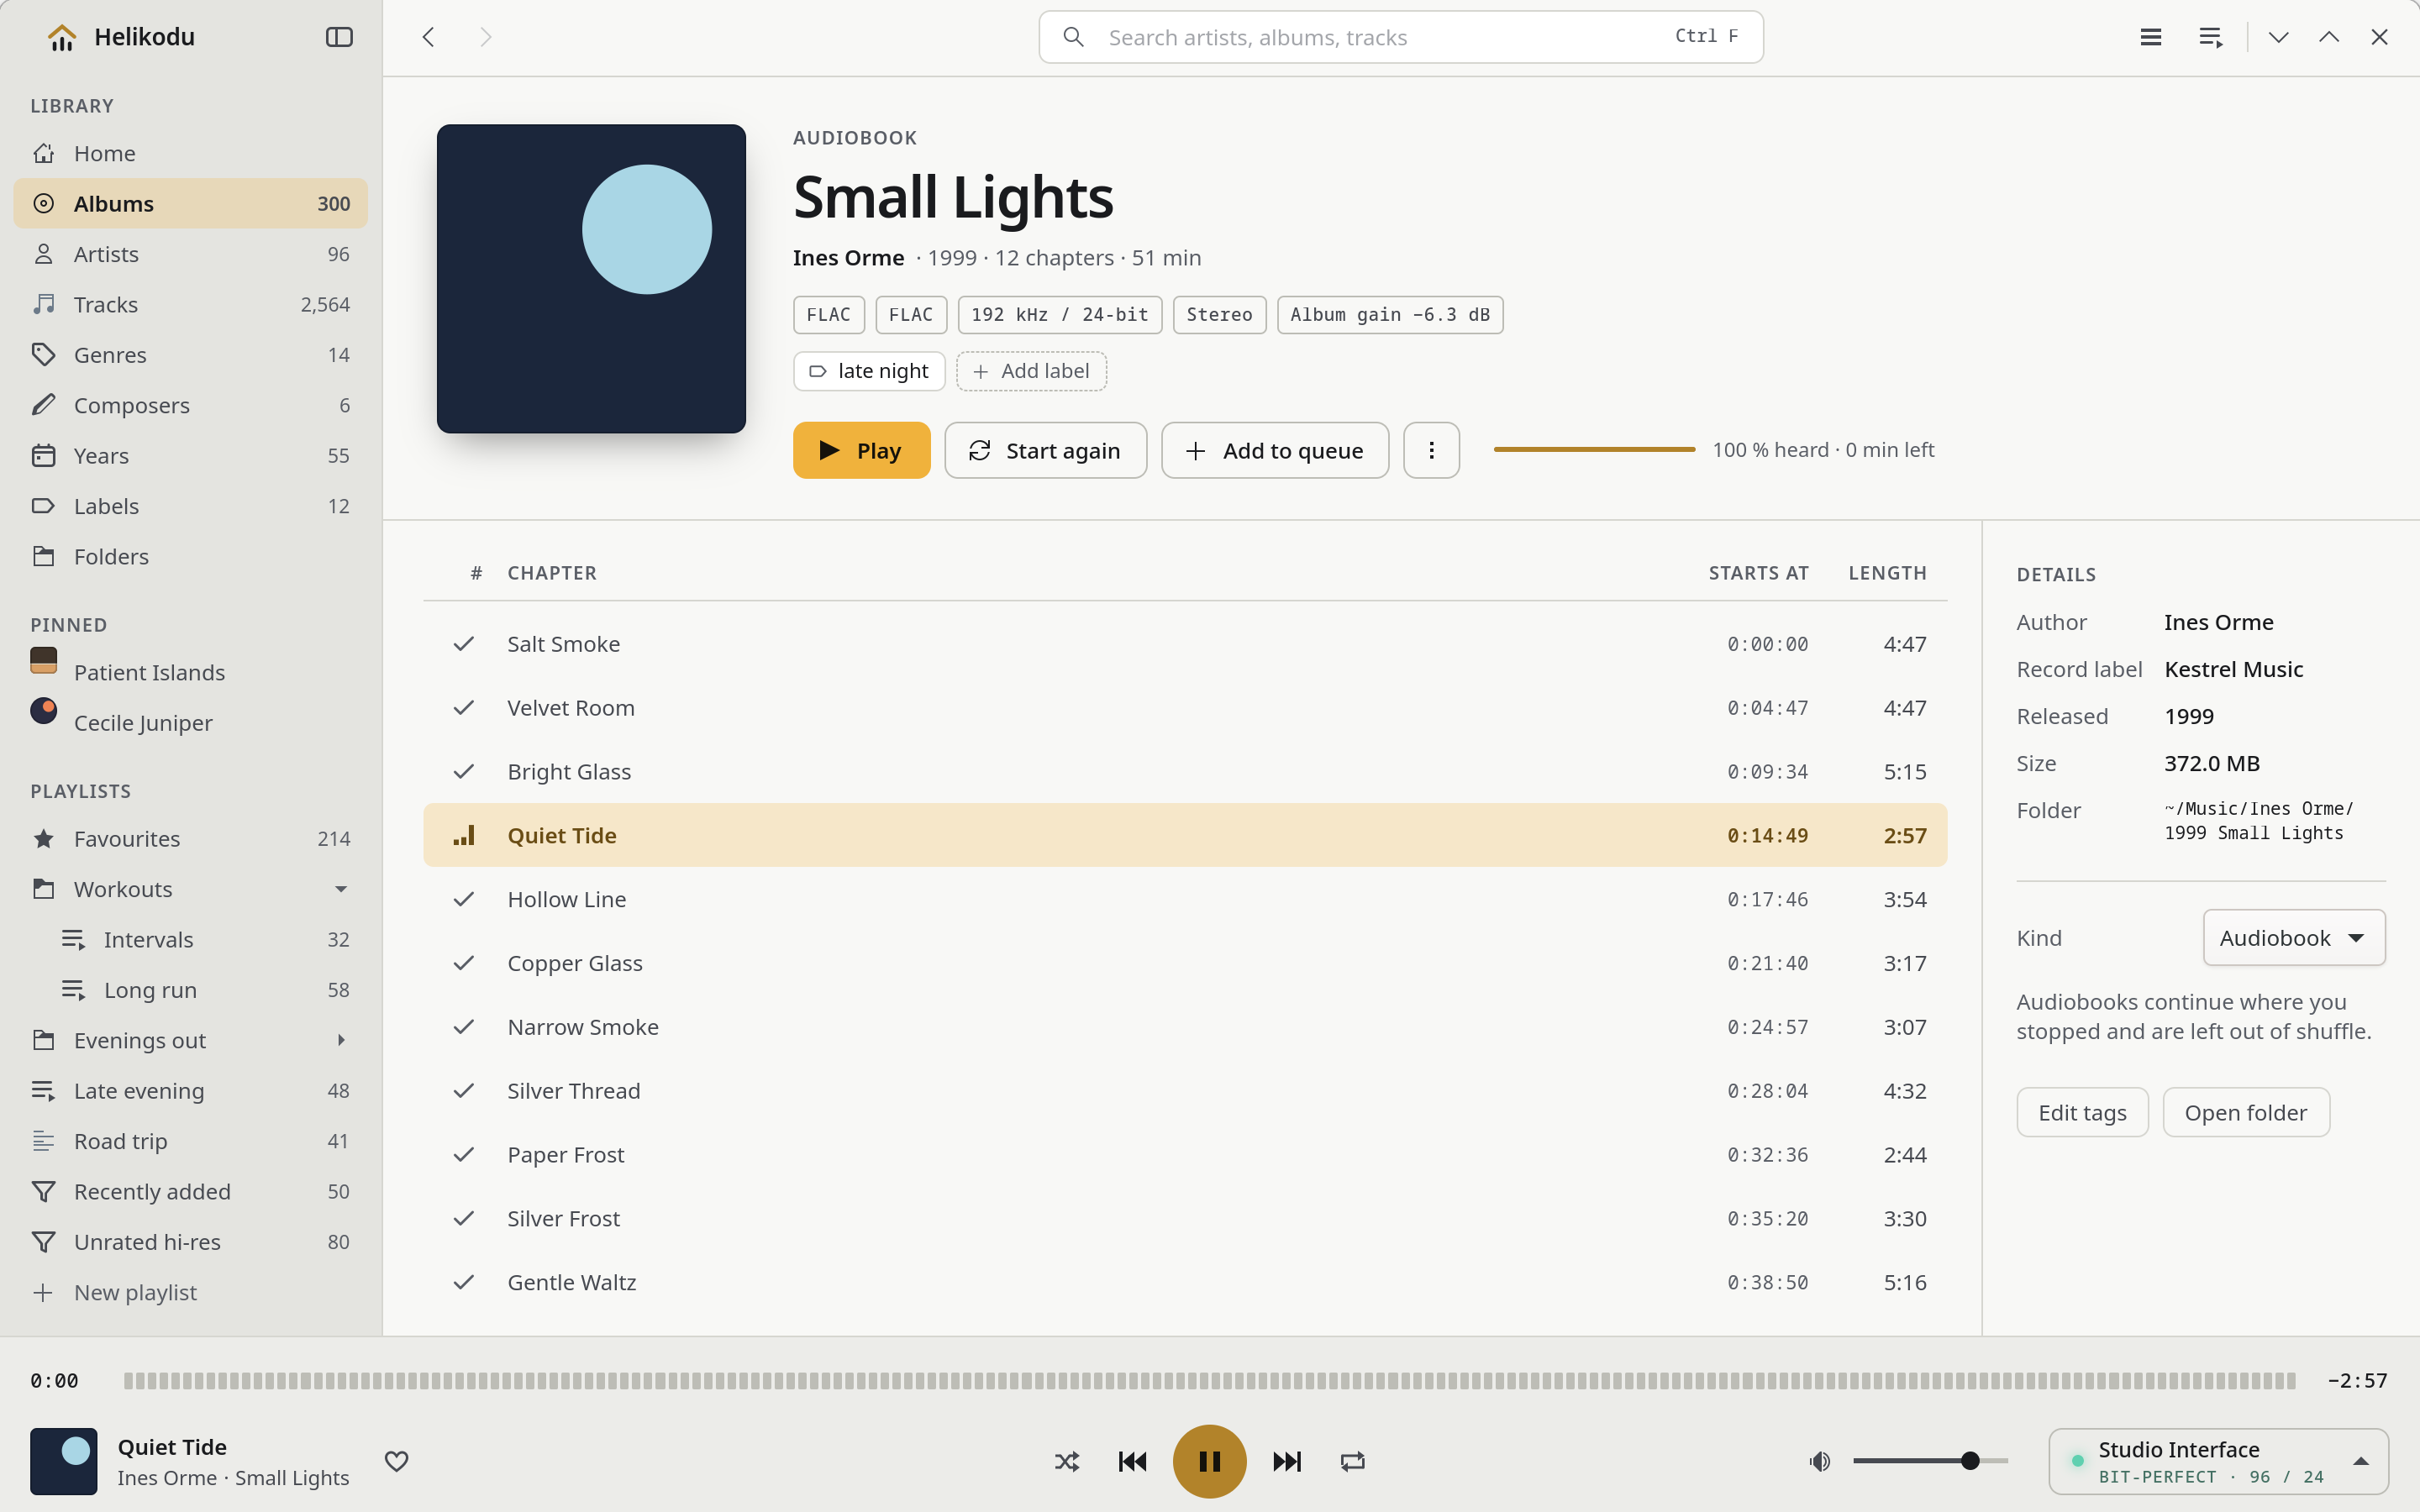 Helikodu
Search artists, albums, tracks
Ctrl F
LIBRARY
Home
Albums 300
Artists 96
Tracks 2,564
Genres 14
Composers 6
Years 55
Labels 12
Folders
PINNED
Patient Islands
Cecile Juniper
PLAYLISTS
Favourites 214
Workouts
Intervals 32
Long run 58
Evenings out
Late evening 48
Road trip 41
Recently added 50
Unrated hi-res 80
New playlist
AUDIOBOOK
Small Lights
Ines Orme · 1999 · 12 chapters · 51 min
FLAC FLAC 192 kHz / 24-bit Stereo Album gain −6.3 dB
late night Add label
Play Start again Add to queue 100 % heard · 0 min left
# CHAPTER STARTS AT LENGTH
Salt Smoke 0:00:00 4:47
Velvet Room 0:04:47 4:47
Bright Glass 0:09:34 5:15
Quiet Tide 0:14:49 2:57
Hollow Line 0:17:46 3:54
Copper Glass 0:21:40 3:17
Narrow Smoke 0:24:57 3:07
Silver Thread 0:28:04 4:32
Paper Frost 0:32:36 2:44
Silver Frost 0:35:20 3:30
Gentle Waltz 0:38:50 5:16
DETAILS
Author Ines Orme
Record label Kestrel Music
Released 1999
Size 372.0 MB
Folder ~/Music/Ines Orme/
1999 Small Lights
Kind Audiobook
Audiobooks continue where you
stopped and are left out of shuffle.
Edit tags Open folder
0:00 −2:57
Quiet Tide
Ines Orme · Small Lights
Studio Interface
BIT-PERFECT · 96 / 24